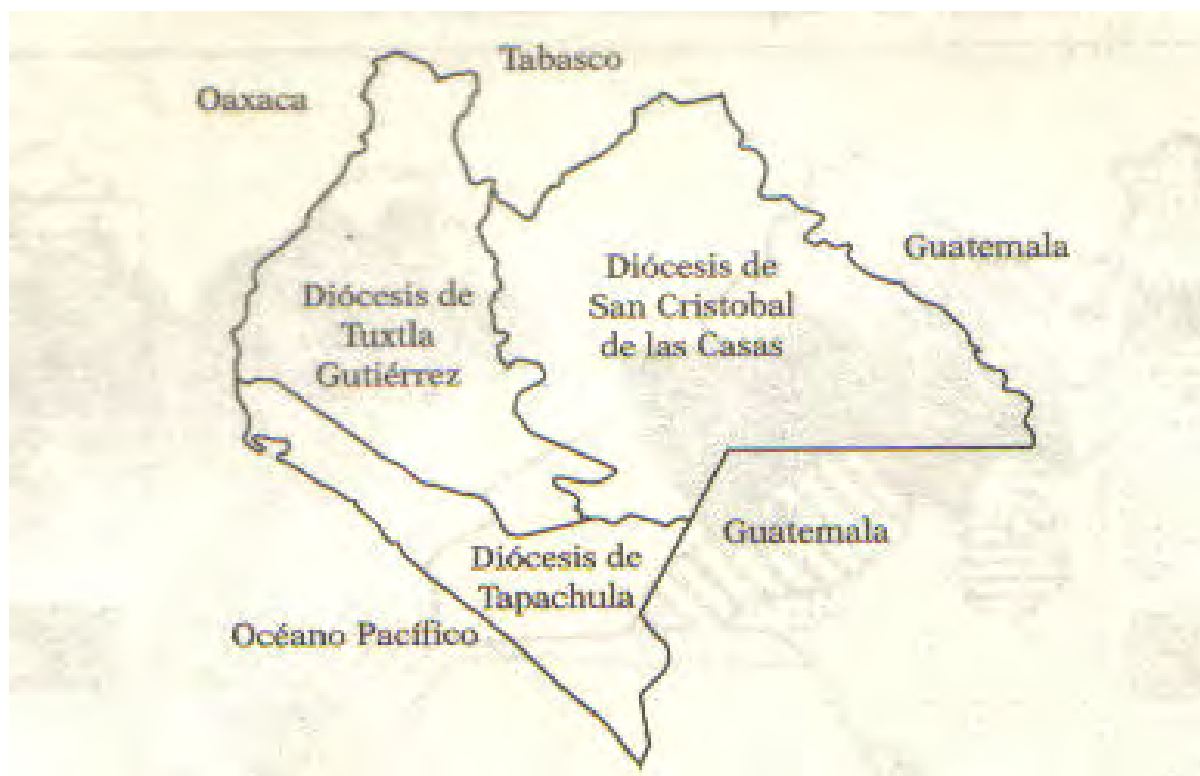 Tabasco
Oaxaca
Guatemala
Diócesis de
San Cristobal
de las Casas
Diócesis de
Tuxtla
Gutiérrez
Guatemala
Diócesis de
Tapachula
Océano Pacífico